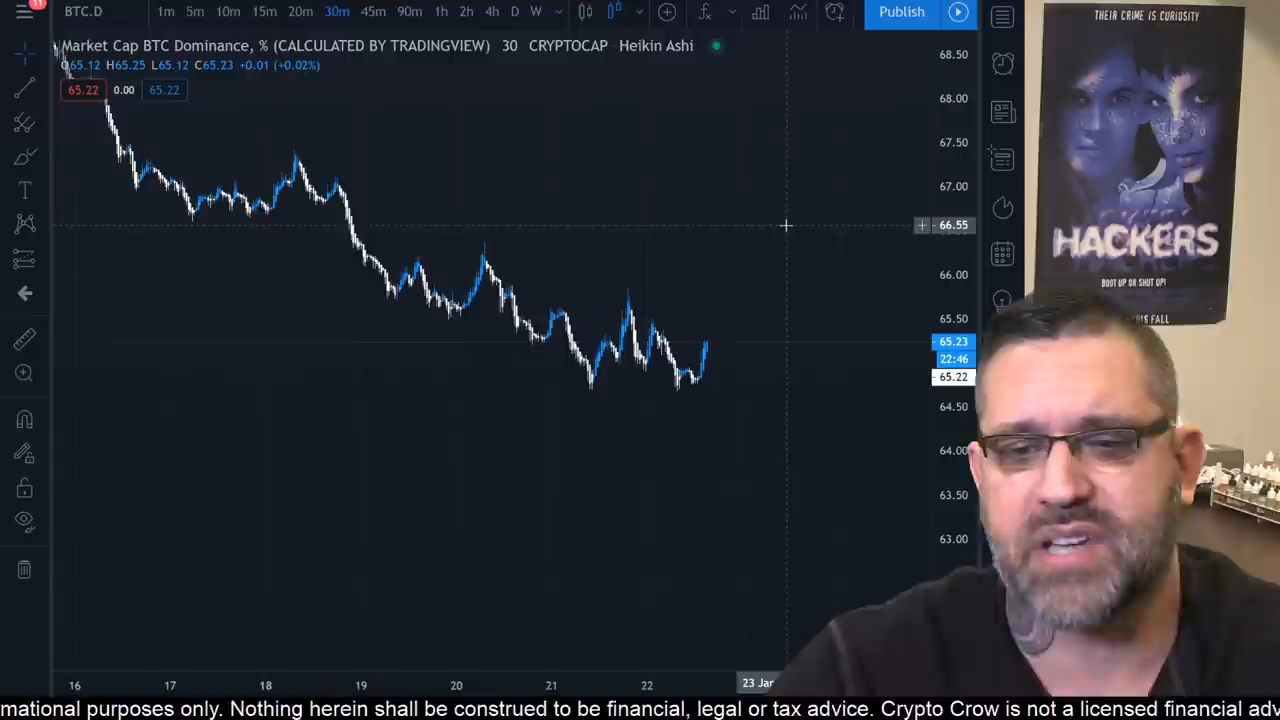 11
BTC.D 1m 5m 10m 15m 20m 30m 45m 90m 1h 2h 4h D W Publish
Market Cap BTC Dominance, % (CALCULATED BY TRADINGVIEW) 30 CRYPTOCAP Heikin Ashi
O65.12 H65.25 L65.12 C65.23 +0.01 (+0.02%)
65.22 0.00 65.22
68.50
68.00
67.50
67.00
66.55
66.00
65.50
65.23
22:46
65.22
64.50
64.00
63.50
63.00
16 17 18 19 20 21 22 23 Jan
THEIR CRIME IS CURIOSITY
HACKERS
BOOT UP OR SHUT UP!
THIS FALL
mational purposes only. Nothing herein shall be construed to be financial, legal or tax advice. Crypto Crow is not a licensed financial adv